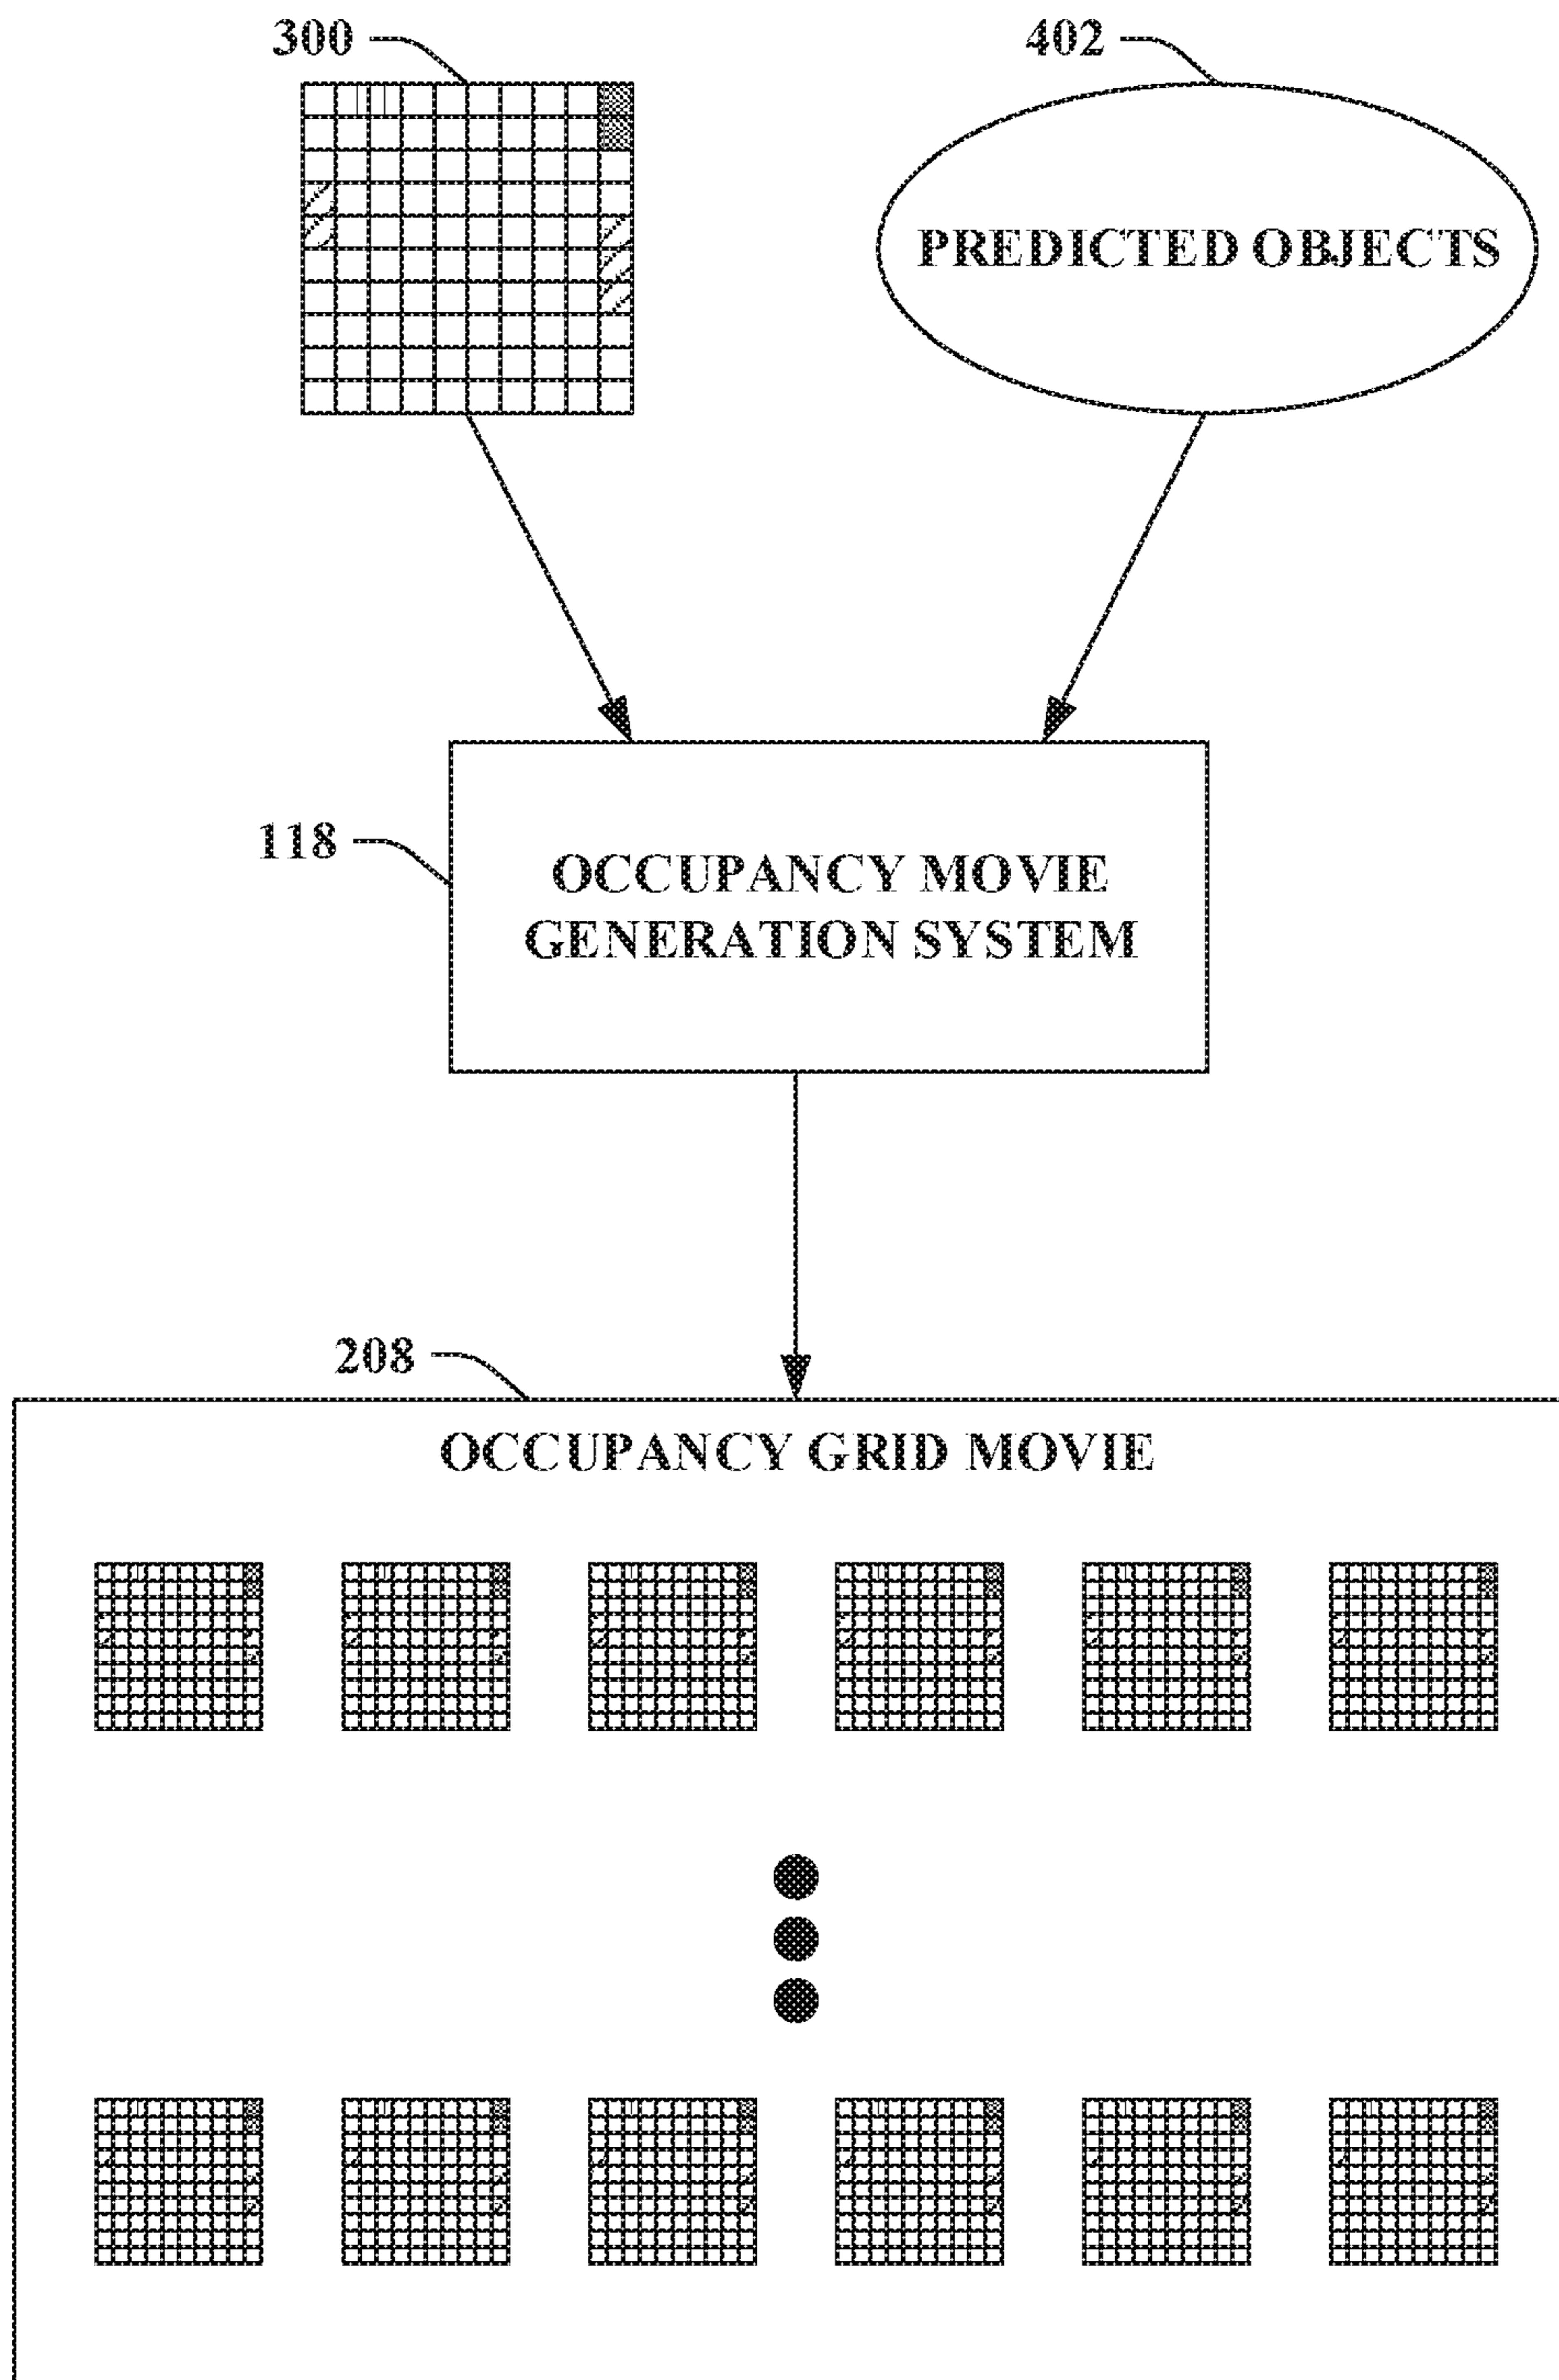 300
402
PREDICTED OBJECTS
118
OCCUPANCY MOVIE
GENERATION SYSTEM
208
OCCUPANCY GRID MOVIE